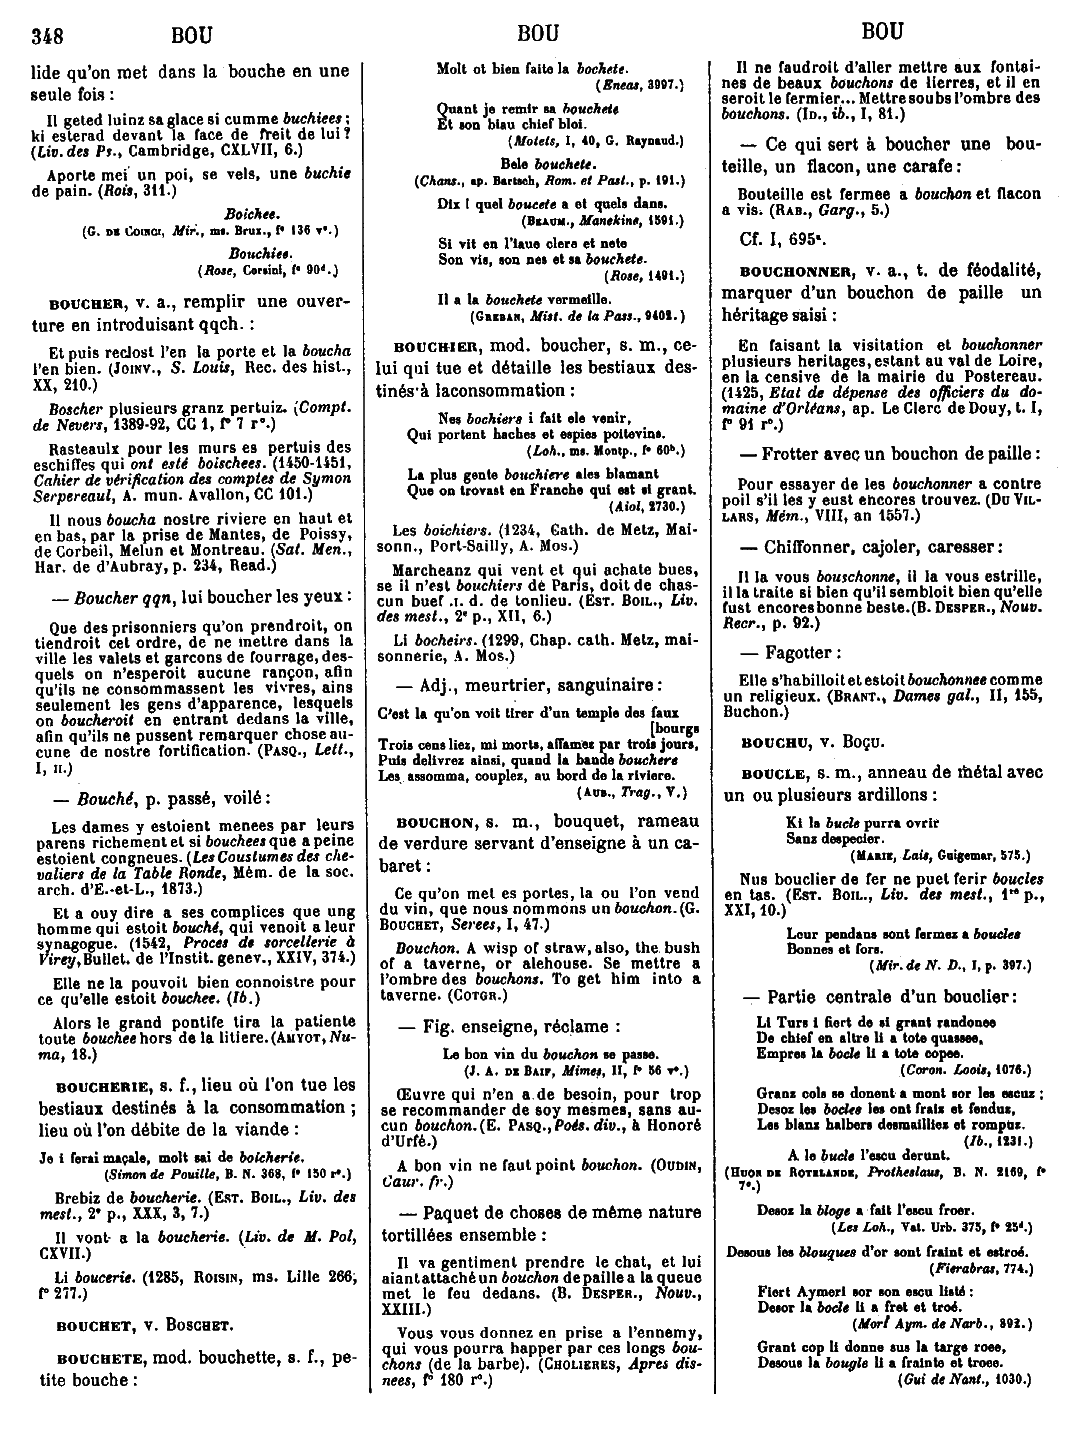 348 BOU BOU BOU
lide qu'on met dans la bouche en une
seule fois :
Il geted luinz sa glace si cumme buchiees ;
ki esterad devant la face de freit de lui ?
(Liv. des Ps., Cambridge, CXLVII, 6.)
Aporte mei un poi, se vels, une buchie
de pain. (Rois, 311.)
Boichee.
(G. DE COINCI, Mir., ms. Brux., f° 136 v°.)
Bouchiee.
(Rose, Corsini, f° 90d.)
BOUCHER, v. a., remplir une ouver-
ture en introduisant qqch. :
Et puis reclost l'en la porte et la boucha
l'en bien. (JOINV., S. Louis, Rec. des hist.,
XX, 210.)
Boscher plusieurs granz pertuiz. (Compt.
de Nevers, 1389-92, CC 1, f° 7 r°.)
Rasteaulx pour les murs es pertuis des
eschiffes qui ont esté boischees. (1450-1451,
Cahier de vérification des comptes de Symon
Serpereaul, A. mun. Avallon, CC 101.)
Il nous boucha nostre riviere en haut et
en bas, par la prise de Mantes, de Poissy,
de Corbeil, Melun et Montreau. (Sat. Men.,
Har. de d'Aubray, p. 234, Read.)
— Boucher qqn, lui boucher les yeux :
Que des prisonniers qu'on prendroit, on
tiendroit cet ordre, de ne mettre dans la
ville les valets et garcons de fourrage, des-
quels on n'esperoit aucune rançon, afin
qu'ils ne consommassent les vivres, ains
seulement les gens d'apparence, lesquels
on boucheroit en entrant dedans la ville,
afin qu'ils ne pussent remarquer chose au-
cune de nostre fortification. (PASQ., Lett.,
I, II.)
— Bouché, p. passé, voilé :
Les dames y estoient menees par leurs
parens richement et si bouchees que a peine
estoient congneues. (Les Coustumes des che-
valiers de la Table Ronde, Mém. de la soc.
arch. d'E.-et-L., 1873.)
Et a ouy dire a ses complices que ung
homme qui estoit bouché, qui venoit a leur
synagogue. (1542, Proces de sorcellerie à
Virey, Bullet. de l'Instit. genev., XXIV, 374.)
Elle ne la pouvoit bien connoistre pour
ce qu'elle estoit bouchee. (Ib.)
Alors le grand pontife tira la patiente
toute bouchee hors de la litiere. (AMYOT, Nu-
ma, 18.)
BOUCHERIE, s. f., lieu où l'on tue les
bestiaux destinés à la consommation ;
lieu où l'on débite de la viande :
Je i ferai maçale, molt sai de boicherie.
(Simon de Pouille, B. N. 368, f° 150 r°.)
Brebiz de boucherie. (EST. BOIL., Liv. des
mest., 2e p., XXX, 3, 7.)
Il vont a la boucherie. (Liv. de M. Pol,
CXVII.)
Li boucerie. (1285, ROISIN, ms. Lille 266,
f° 277.)
BOUCHET, v. BOSCHET.
BOUCHETE, mod. bouchette, s. f., pe-
tite bouche :
Molt ot bien faite la bochete.
(Eneas, 3997.)
Quant je remir sa bouchete
Et son biau chief bloi.
(Motets, I, 40, G. Raynaud.)
Bele bouchete.
(Chans., ap. Bartsch, Rom. et Past., p. 191.)
Dix ! quel boucete a et quels dans.
(BEAUM., Manekine, 1591.)
Si vit en l'iaue clere et nete
Son vis, son nes et sa bouchete.
(Rose, 1491.)
Il a la bouchete vermeille.
(GREBAN, Mist. de la Pass., 9402.)
BOUCHIER, mod. boucher, s. m., ce-
lui qui tue et détaille les bestiaux des-
tinés à la consommation :
Nes bochiers i fait ele venir,
Qui portent haches et espies poitevins.
(Loh., ms. Montp., f° 60b.)
La plus gente bouchiere ales blamant
Que on trovast en Franche qui est si grant.
(Aiol, 2730.)
Les boichiers. (1234, Cath. de Metz, Mai-
sonn., Port-Sailly, A. Mos.)
Marcheanz qui vent et qui achate bues,
se il n'est bouchiers de Paris, doit de chas-
cun buef .I. d. de tonlieu. (EST. BOIL., Liv.
des mest., 2e p., XII, 6.)
Li bocheirs. (1299, Chap. cath. Metz, mai-
sonnerie, A. Mos.)
— Adj., meurtrier, sanguinaire :
C'est la qu'on voit tirer d'un temple des faux
[bourgs
Trois cens liez, mi morts, affamez par trois jours,
Puis delivrez ainsi, quand la bande bouchere
Les assomma, couplez, au bord de la riviere.
(AUB., Trag., V.)
BOUCHON, s. m., bouquet, rameau
de verdure servant d'enseigne à un ca-
baret :
Ce qu'on met es portes, la ou l'on vend
du vin, que nous nommons un bouchon. (G.
BOUCHET, Serees, I, 47.)
Bouchon. A wisp of straw, also, the bush
of a taverne, or alehouse. Se mettre a
l'ombre des bouchons. To get him into a
taverne. (COTGR.)
— Fig. enseigne, réclame :
Le bon vin du bouchon se passe.
(J. A. DE BAIF, Mimes, II, f° 56 v°.)
Œuvre qui n'en a de besoin, pour trop
se recommander de soy mesmes, sans au-
cun bouchon. (E. PASQ., Poés. div., à Honoré
d'Urfé.)
A bon vin ne faut point bouchon. (OUDIN,
Caur. fr.)
— Paquet de choses de même nature
tortillées ensemble :
Il va gentiment prendre le chat, et lui
aiant attaché un bouchon de paille a la queue
met le feu dedans. (B. DESPER., Nouv.,
XXIII.)
Vous vous donnez en prise a l'ennemy,
qui vous pourra happer par ces longs bou-
chons (de la barbe). (CHOLIERES, Apres dis-
nees, f° 180 r°.)
Il ne faudroit d'aller mettre aux fontai-
nes de beaux bouchons de lierres, et il en
seroit le fermier... Mettre soubs l'ombre des
bouchons. (ID., ib., I, 81.)
— Ce qui sert à boucher une bou-
teille, un flacon, une carafe :
Bouteille est fermee a bouchon et flacon
a vis. (RAB., Garg., 5.)
Cf. I, 695a.
BOUCHONNER, v. a., t. de féodalité,
marquer d'un bouchon de paille un
héritage saisi :
En faisant la visitation et bouchonner
plusieurs heritages, estant au val de Loire,
en la censive de la mairie du Postereau.
(1425, Etat de dépense des officiers du do-
maine d'Orléans, ap. Le Clerc de Douy, t. I,
f° 91 r°.)
— Frotter avec un bouchon de paille :
Pour essayer de les bouchonner a contre
poil s'il les y eust encores trouvez. (DU VIL-
LARS, Mém., VIII, an 1557.)
— Chiffonner, cajoler, caresser :
Il la vous bouschonne, il la vous estrille,
il la traite si bien qu'il sembloit bien qu'elle
fust encores bonne beste. (B. DESPER., Nouv.
Recr., p. 92.)
— Fagotter :
Elle s'habilloit et estoit bouchonnee comme
un religieux. (BRANT., Dames gal., II, 155,
Buchon.)
BOUCHU, v. BOÇU.
BOUCLE, s. m., anneau de métal avec
un ou plusieurs ardillons :
Ki la bucle purra ovrir
Sans despecier.
(MARIE, Lais, Guigemar, 575.)
Nus bouclier de fer ne puet ferir boucles
en tas. (EST. BOIL., Liv. des mest., 1re p.,
XXI, 10.)
Leur pendans sont fermez a boucles
Bonnes et fors.
(Mir. de N. D., I, p. 397.)
— Partie centrale d'un bouclier :
Li Turs i fiert de si grant randonee
De chief en altre li a tote quassee,
Empres la bocle li a tote copee.
(Coron. Loois, 1076.)
Granz cols se donent a mont sor les escuz ;
Desoz les bocles les ont fraiz et fenduz,
Les blanz halbers desmailliez et rompuz.
(Ib., 1231.)
A le bucle l'escu derunt.
(HUON DE ROTELANDE, Protheslaus, B. N. 2169, f°
7°.)
Desoz la bloge a fait l'escu froer.
(Les Loh., Vat. Urb. 375, f° 25d.)
Desous les blouques d'or sont fraint et estroé.
(Fierabras, 774.)
Fiert Aymeri sor son escu listé :
Desor la bocle li a fret et troé.
(Mort Aym. de Narb., 892.)
Grant cop li donne sus la targe roee,
Desous la bougle li a frainte et troee.
(Gui de Nant., 1030.)